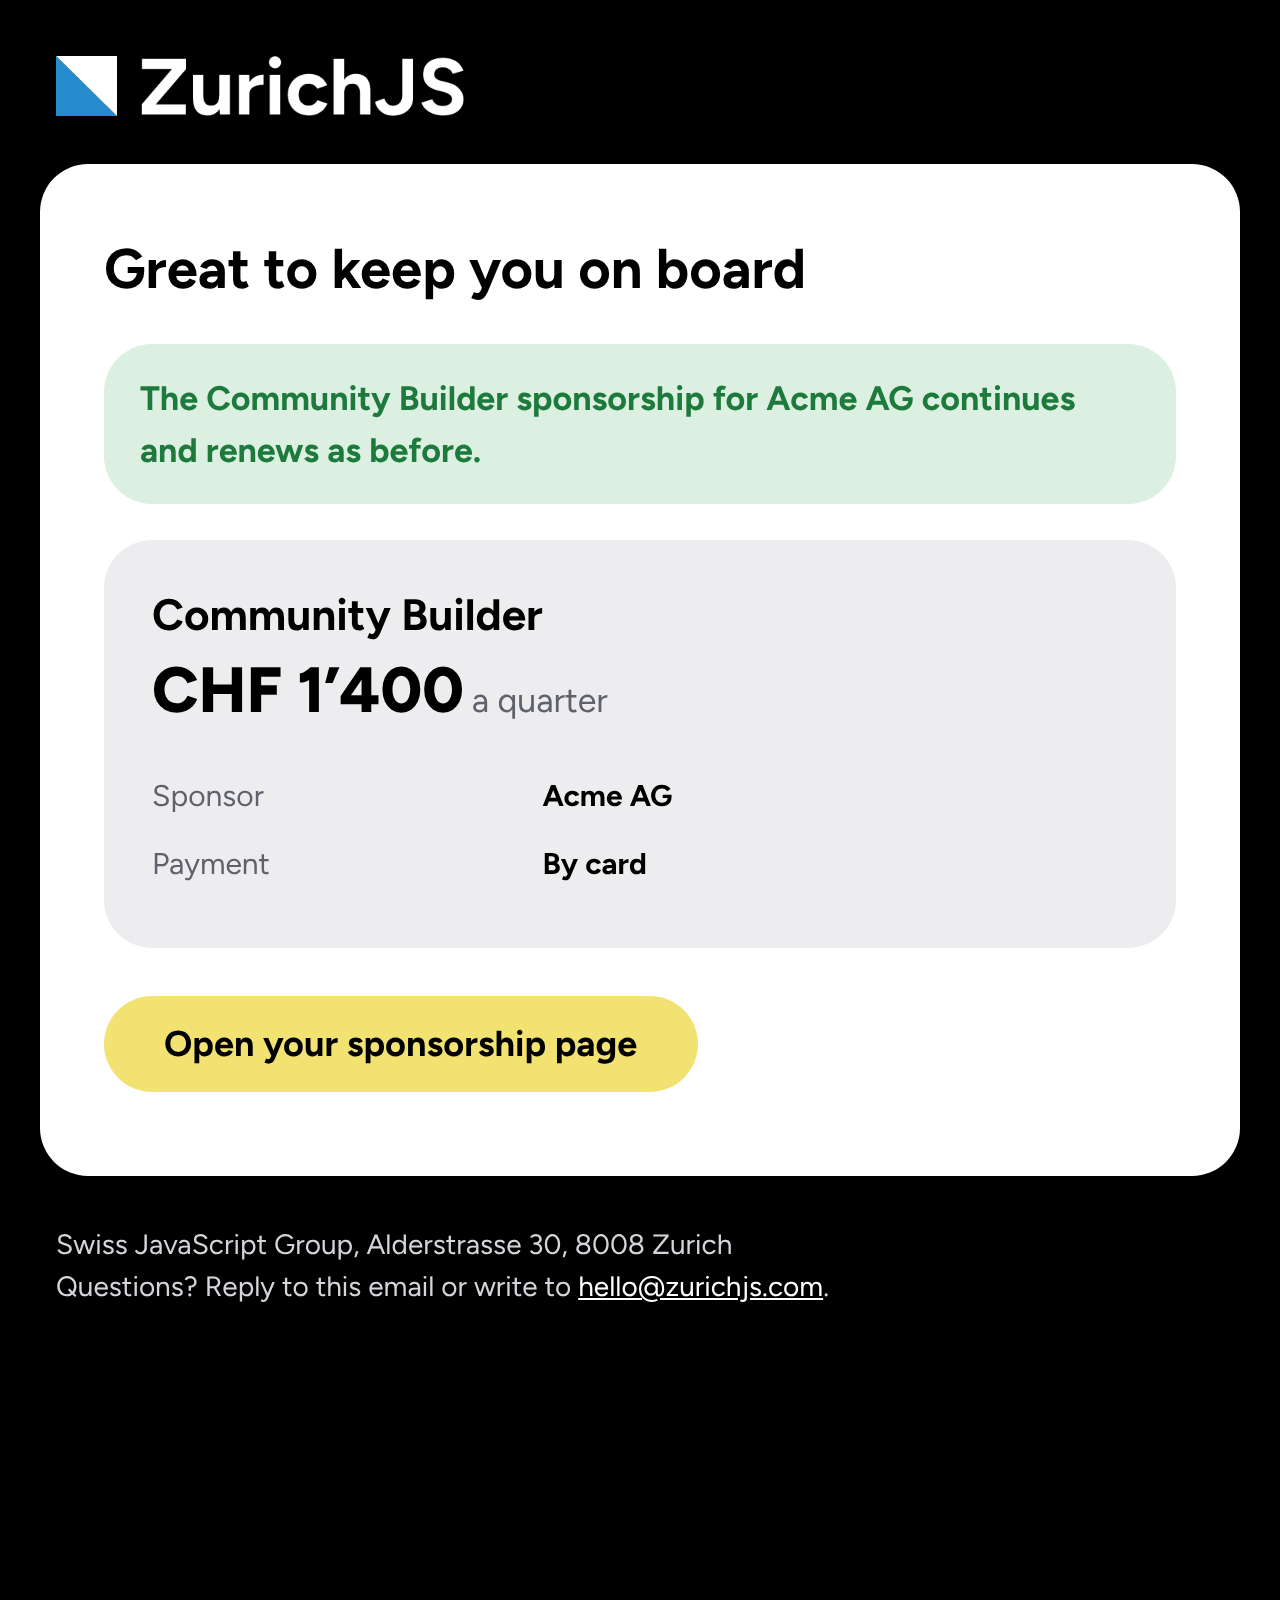 ZurichJS
Great to keep you on board
The Community Builder sponsorship for Acme AG continues
and renews as before.
Community Builder
CHF 1’400 a quarter
Sponsor Acme AG
Payment By card
Open your sponsorship page
Swiss JavaScript Group, Alderstrasse 30, 8008 Zurich
Questions? Reply to this email or write to hello@zurichjs.com.